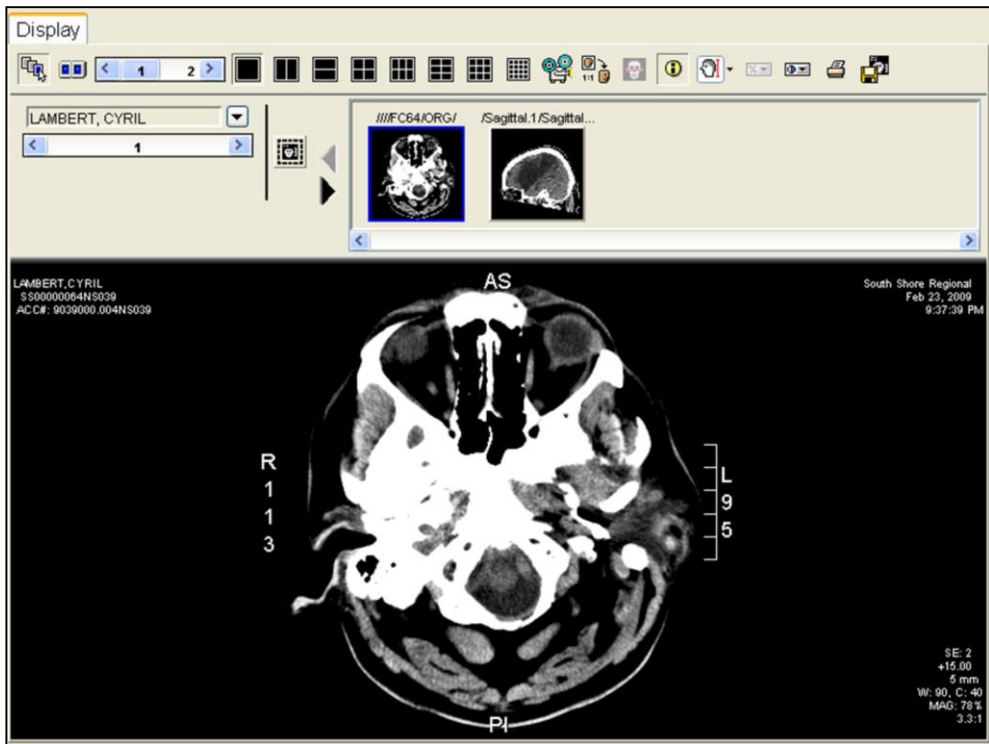 Display
1 2
1:1
LAMBERT, CYRIL
1
////FC64/ORG/ /Sagittal.1/Sagittal...
LAMBERT,CYRIL
SS00000064NS039
ACC#: 9039000.004NS039
AS
South Shore Regional
Feb 23, 2009
9:37:39 PM
R
1
1
3
L
9
5
SE: 2
+15.00
5 mm
W: 90, C: 40
MAG: 78%
3.3:1